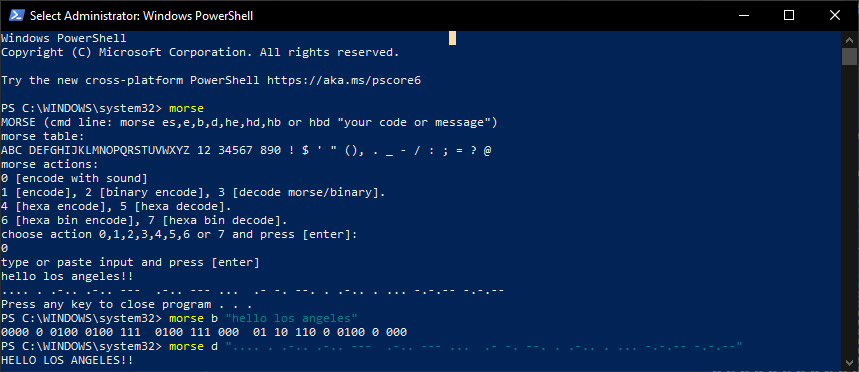 Select Administrator: Windows PowerShell
Windows PowerShell
Copyright (C) Microsoft Corporation. All rights reserved.
Try the new cross-platform PowerShell https://aka.ms/pscore6
PS C:\WINDOWS\system32> morse
MORSE (cmd line: morse es,e,b,d,he,hd,hb or hbd "your code or message")
morse table:
ABC DEFGHIJKLMNOPQRSTUVWXYZ 12 34567 890 ! $ ' " (), . _ - / : ; = ? @
morse actions:
0 [encode with sound]
1 [encode], 2 [binary encode], 3 [decode morse/binary].
4 [hexa encode], 5 [hexa decode].
6 [hexa bin encode], 7 [hexa bin decode].
choose action 0,1,2,3,4,5,6 or 7 and press [enter]:
0
type or paste input and press [enter]
hello los angeles!!
.... . .-.. .-.. ---  .-.. --- ...  .- -. --. . .-.. . ... -.-.-- -.-.--
Press any key to close program . . .
PS C:\WINDOWS\system32> morse b "hello los angeles"
0000 0 0100 0100 111  0100 111 000  01 10 110 0 0100 0 000
PS C:\WINDOWS\system32> morse d ".... . .-.. .-.. ---  .-.. --- ...  .- -. --. . .-.. . ... -.-.-- -.-.--"
HELLO LOS ANGELES!!